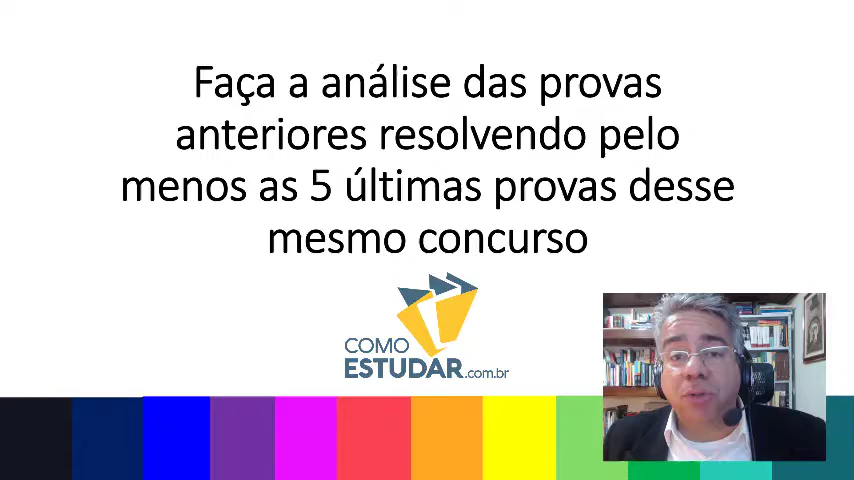 Faça a análise das provas
anteriores resolvendo pelo
menos as 5 últimas provas desse
mesmo concurso
COMO
ESTUDAR.com.br